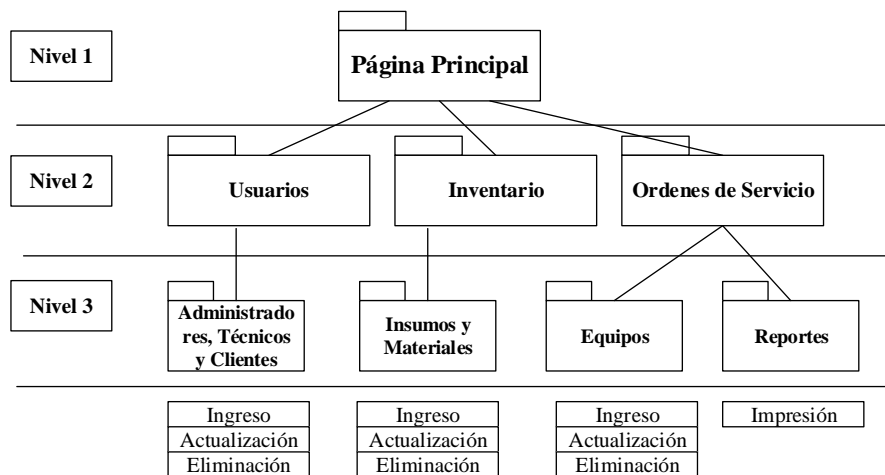 Nivel 1
Página Principal
Nivel 2
Usuarios
Inventario
Ordenes de Servicio
Nivel 3
Administrado
res, Técnicos
y Clientes
Insumos y
Materiales
Equipos
Reportes
Ingreso
Actualización
Eliminación
Ingreso
Actualización
Eliminación
Ingreso
Actualización
Eliminación
Impresión